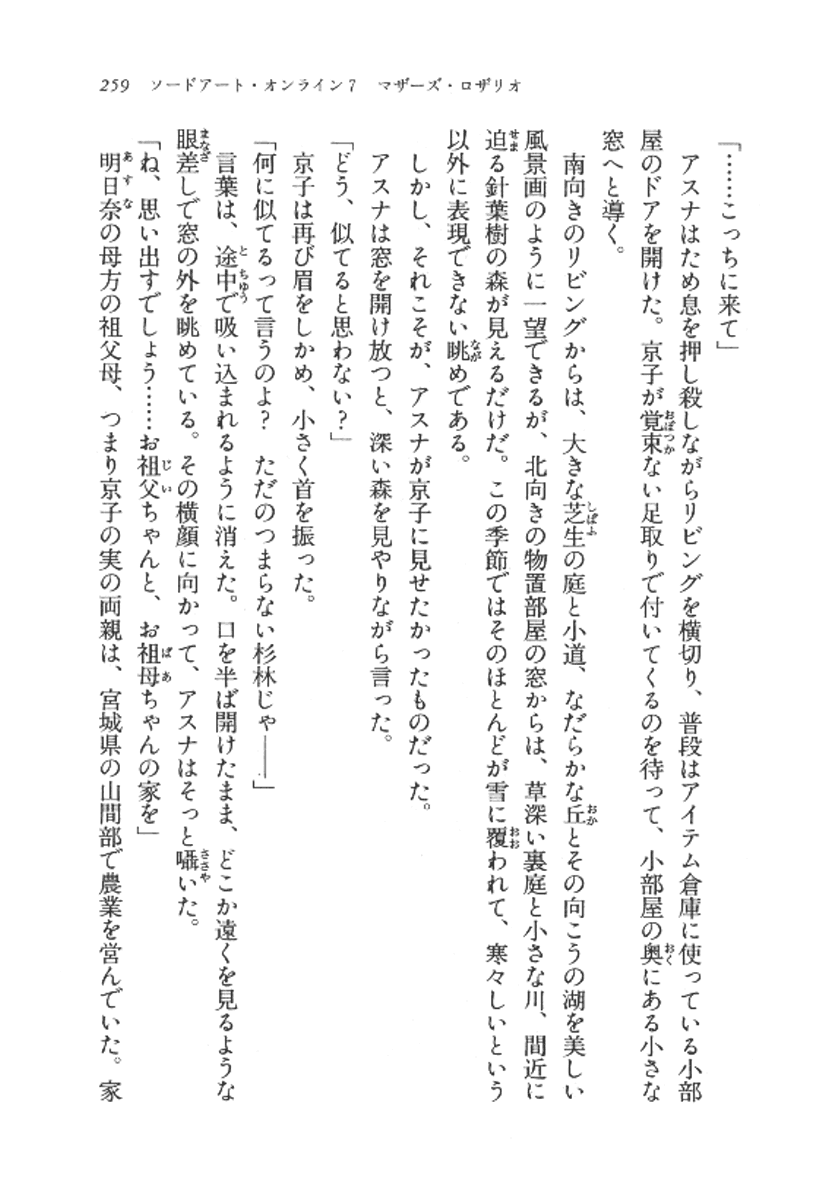 259　ソードアート・オンライン7　マザーズ・ロザリオ
「……こっちに来て」
　アスナはため息を押し殺しながらリビングを横切り、普段はアイテム倉庫に使っている小部
屋のドアを開けた。京子が覚束ない足取りで付いてくるのを待って、小部屋の奥にある小さな
窓へと導く。
　南向きのリビングからは、大きな芝生の庭と小道、なだらかな丘とその向こうの湖を美しい
風景画のように一望できるが、北向きの物置部屋の窓からは、草深い裏庭と小さな川、間近に
迫る針葉樹の森が見えるだけだ。この季節ではそのほとんどが雪に覆われて、寒々しいという
以外に表現できない眺めである。
　しかし、それこそが、アスナが京子に見せたかったものだった。
　アスナは窓を開け放つと、深い森を見やりながら言った。
「どう、似てると思わない？」
　京子は再び眉をしかめ、小さく首を振った。
「何に似てるって言うのよ？　ただのつまらない杉林じゃ――」
　言葉は、途中で吸い込まれるように消えた。口を半ば開けたまま、どこか遠くを見るような
眼差しで窓の外を眺めている。その横顔に向かって、アスナはそっと囁いた。
「ね、思い出すでしょう……お祖父ちゃんと、お祖母ちゃんの家を」
　明日奈の母方の祖父母、つまり京子の実の両親は、宮城県の山間部で農業を営んでいた。家